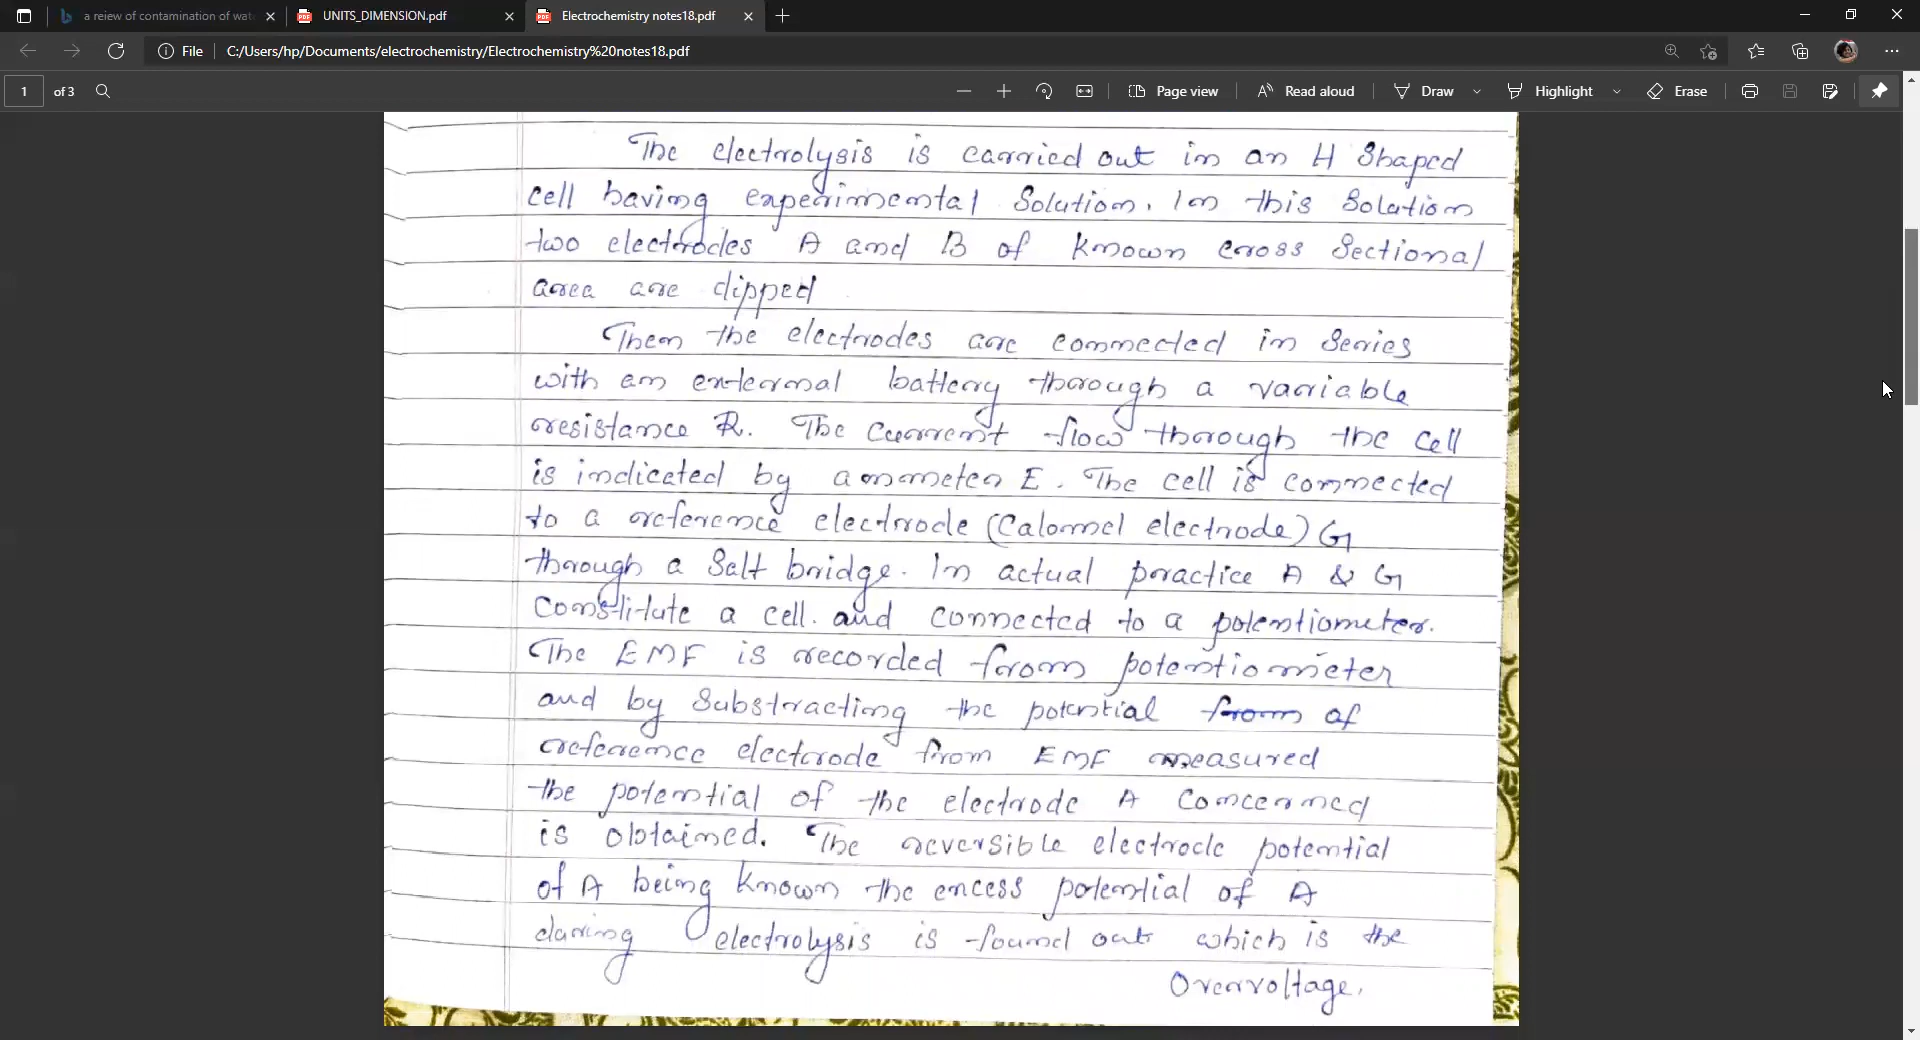 a reiew of contamination of wat
UNITS_DIMENSION.pdf
Electrochemistry notes18.pdf
File
C:/Users/hp/Documents/electrochemistry/Electrochemistry%20notes18.pdf
1 of 3
Page view
Read aloud
Draw
Highlight
Erase
The electrolysis is carried out in an H Shaped
cell having experimental Solution. In this Solution
two electrodes A and B of known cross Sectional
area are dipped
Then the electrodes are connected in Series
with an external battery through a variable
resistance R. The current flow through the cell
is indicated by ammeter E. The cell is connected
to a reference electrode (Calomel electrode) G
through a Salt bridge. In actual practice A & G
Constitute a cell. and connected to a potentiometer.
The EMF is recorded from potentiometer
and by Substracting the potential from of
reference electrode from EMF measured
the potential of the electrode A concerned
is obtained. The reversible electrode potential
of A being known the excess potential of A
during electrolysis is found out which is the
Overvoltage.